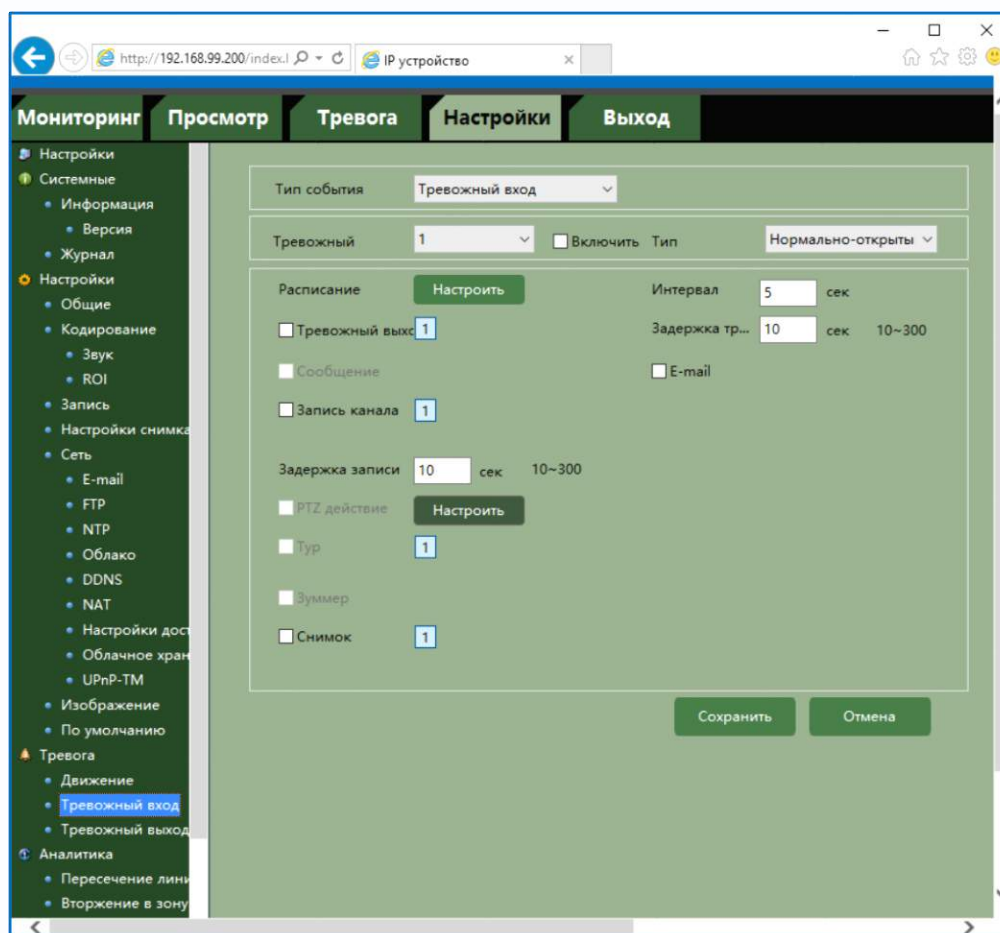 http://192.168.99.200/index.l
IP устройство
Мониторинг Просмотр Тревога Настройки Выход
Настройки
Системные
Информация
Версия
Журнал
Настройки
Общие
Кодирование
Звук
ROI
Запись
Настройки снимка
Сеть
E-mail
FTP
NTP
Облако
DDNS
NAT
Настройки дост
Облачное хран
UPnP-TM
Изображение
По умолчанию
Тревога
Движение
Тревожный вход
Тревожный выход
Аналитика
Пересечение лини
Вторжение в зону
Тип события Тревожный вход
Тревожный 1 Включить Тип Нормально-открыты
Расписание Настроить Интервал 5 сек
Тревожный выхо 1 Задержка тр... 10 сек 10~300
Сообщение E-mail
Запись канала 1
Задержка записи 10 сек 10~300
PTZ действие Настроить
Тур 1
Зуммер
Снимок 1
Сохранить Отмена